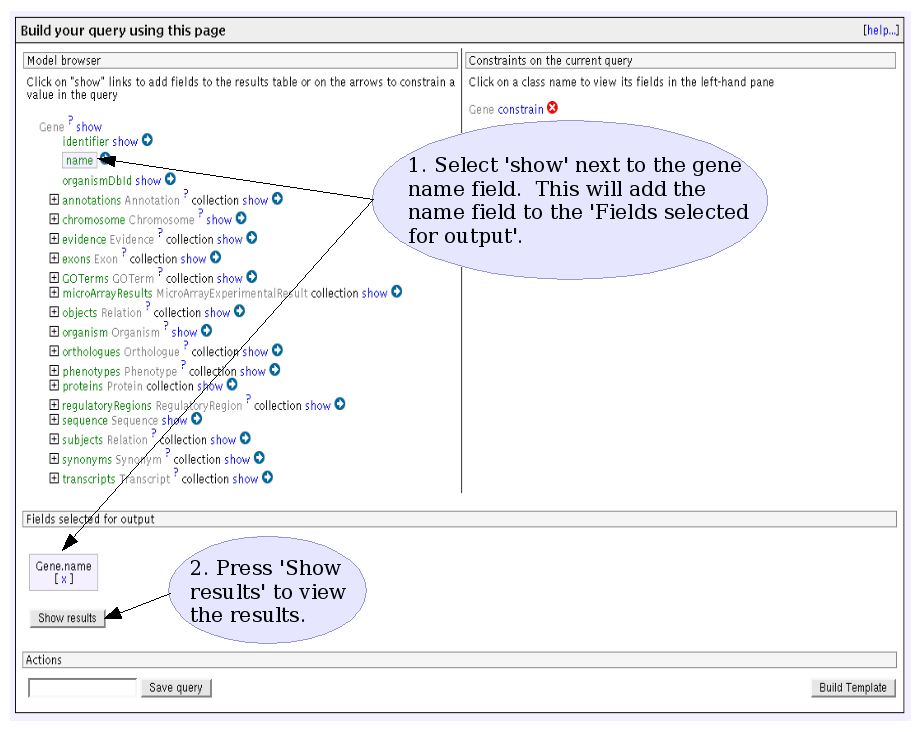 Build your query using this page
[help...]
Model browser
Click on "show" links to add fields to the results table or on the arrows to constrain a
value in the query
Gene ? show
identifier show
name
organismDbId show
annotations Annotation ? collection show
chromosome Chromosome ? show
evidence Evidence ? collection show
exons Exon ? collection show
GOTerms GOTerm ? collection show
microArrayResults MicroArrayExperimentalResult collection show
objects Relation ? collection show
organism Organism ? show
orthologues Orthologue ? collection show
phenotypes Phenotype ? collection show
proteins Protein collection show
regulatoryRegions RegulatoryRegion ? collection show
sequence Sequence show
subjects Relation ? collection show
synonyms Synonym ? collection show
transcripts Transcript ? collection show
Constraints on the current query
Click on a class name to view its fields in the left-hand pane
Gene constrain
1. Select 'show' next to the gene
name field. This will add the
name field to the 'Fields selected
for output'.
Fields selected for output
Gene.name
[ x ]
Show results
2. Press 'Show
results' to view
the results.
Actions
Save query
Build Template